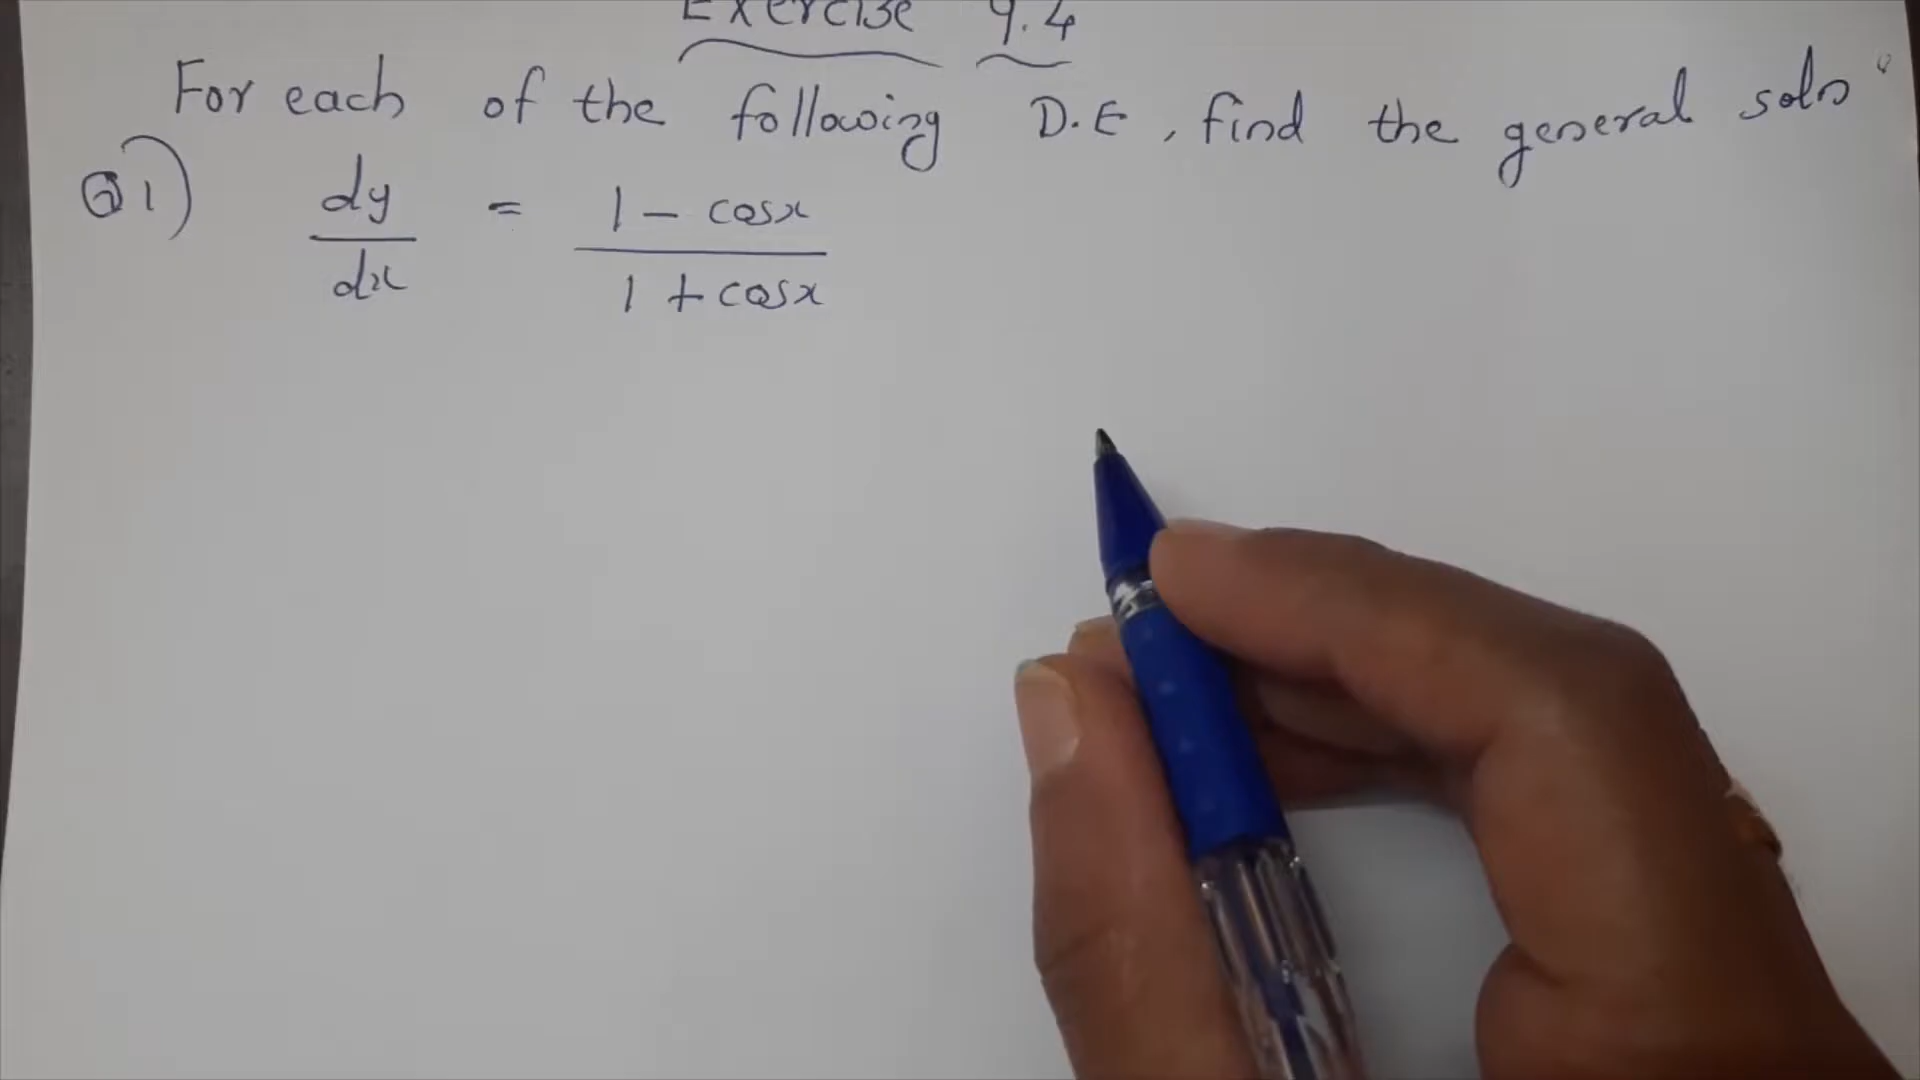 Exercise 9.4
For each of the following D.E, find the general soln
Q1) dy/dx = 1 - cosx / 1 + cosx